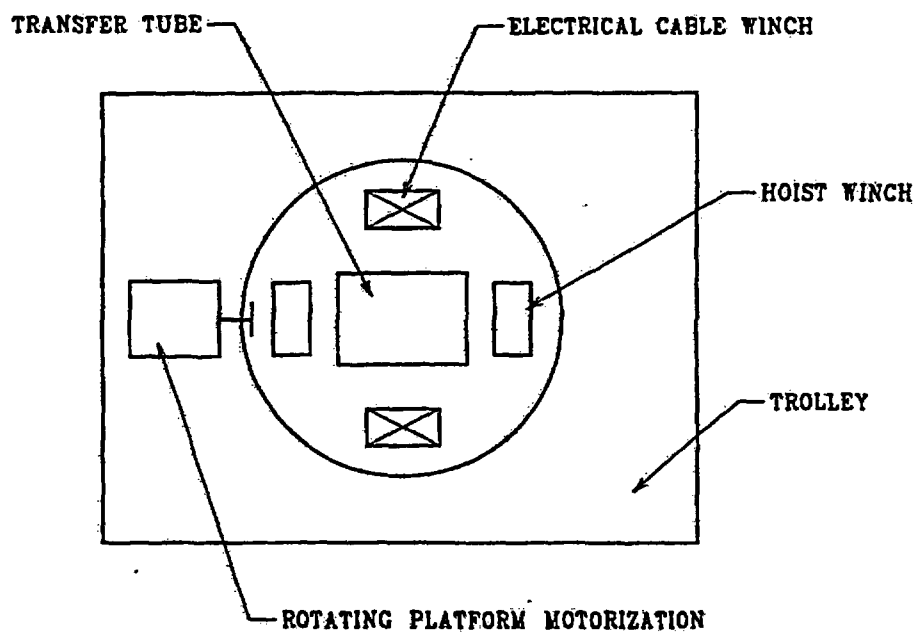 TRANSFER TUBE
ELECTRICAL CABLE WINCH
HOIST WINCH
TROLLEY
ROTATING PLATFORM MOTORIZATION